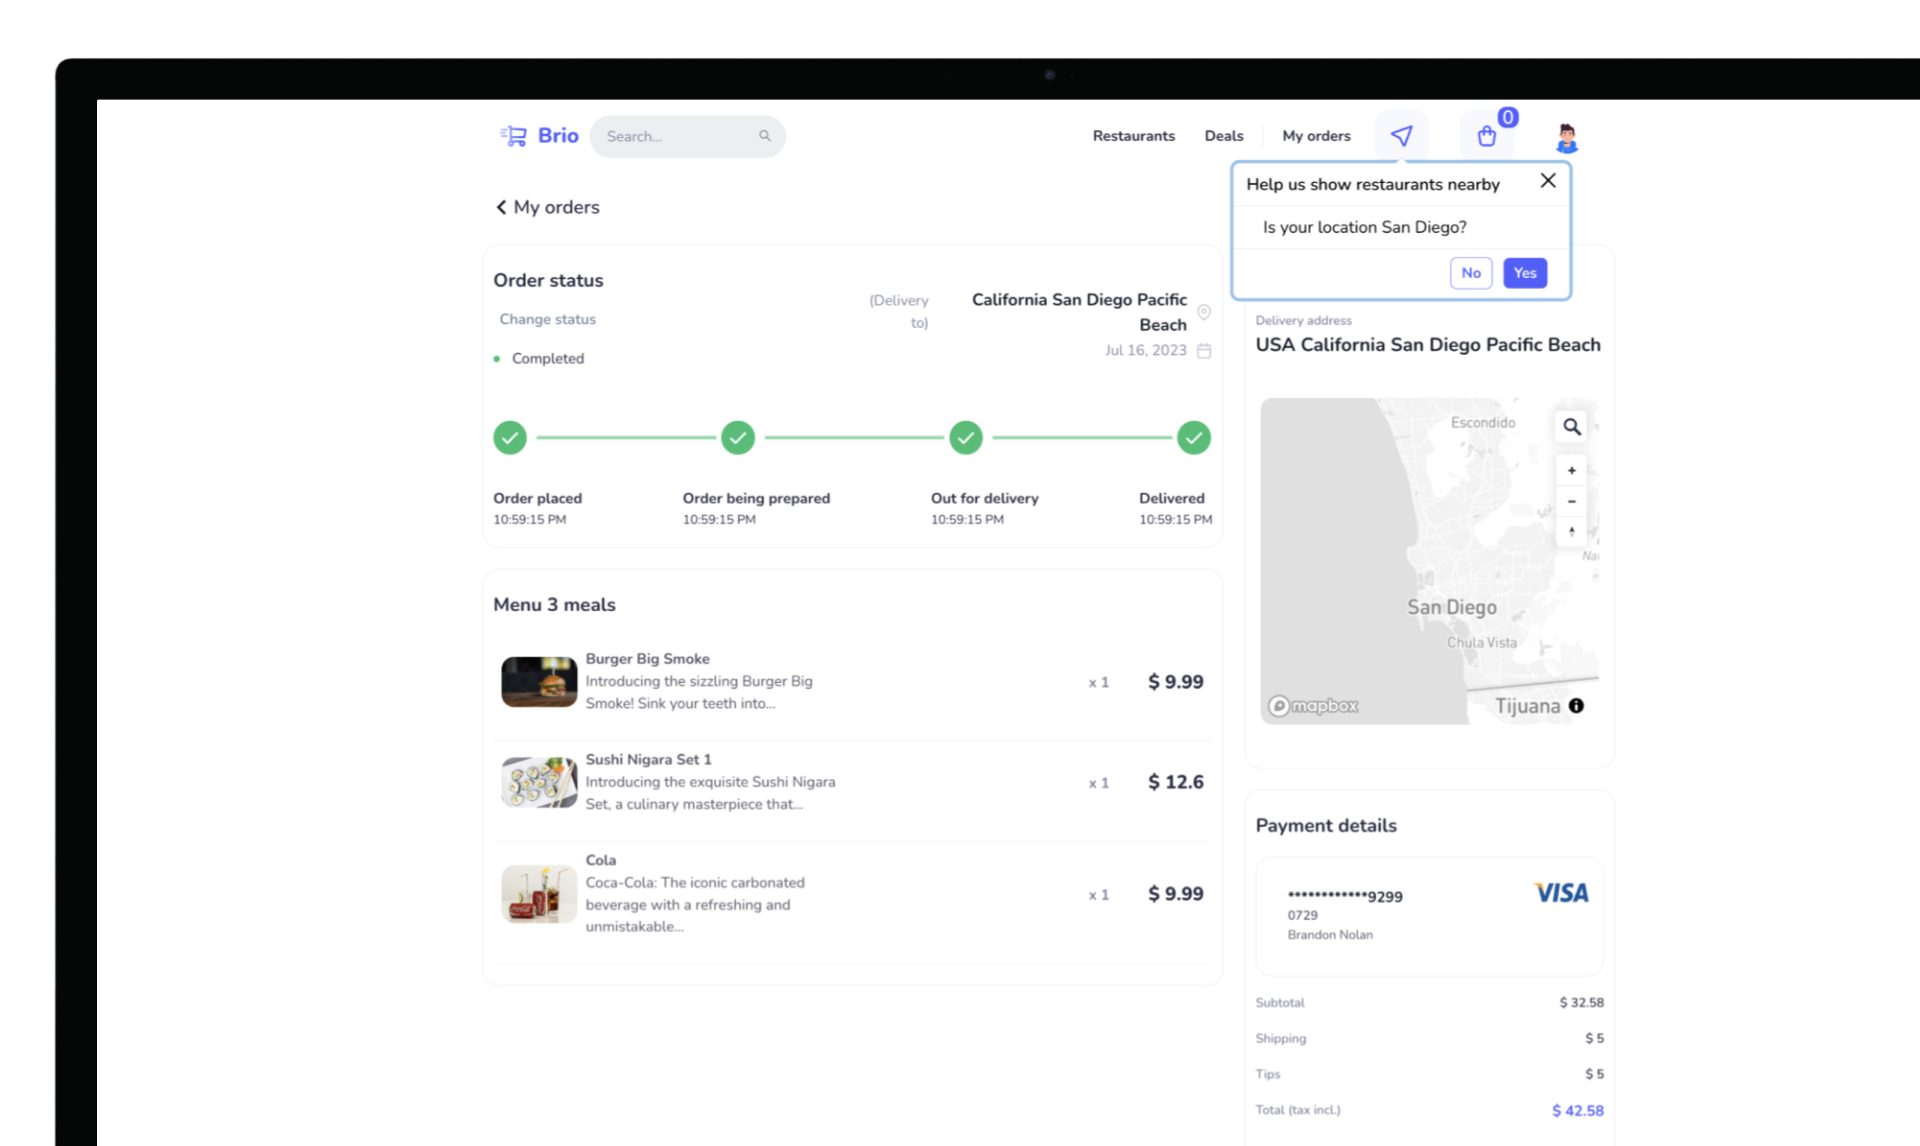 Brio
Search...
Restaurants
Deals
My orders
0
Help us show restaurants nearby
Is your location San Diego?
No
Yes
My orders
Order status
Change status
Completed
(Delivery
to)
California San Diego Pacific
Beach
Jul 16, 2023
Order placed
10:59:15 PM
Order being prepared
10:59:15 PM
Out for delivery
10:59:15 PM
Delivered
10:59:15 PM
Menu 3 meals
Burger Big Smoke
Introducing the sizzling Burger Big
Smoke! Sink your teeth into...
x 1
$ 9.99
Sushi Nigara Set 1
Introducing the exquisite Sushi Nigara
Set, a culinary masterpiece that...
x 1
$ 12.6
Cola
Coca-Cola: The iconic carbonated
beverage with a refreshing and
unmistakable...
x 1
$ 9.99
Delivery address
USA California San Diego Pacific Beach
Escondido
+
−
Na
San Diego
Chula Vista
mapbox
Tijuana
Payment details
************9299
0729
Brandon Nolan
VISA
Subtotal
$ 32.58
Shipping
$ 5
Tips
$ 5
Total (tax incl.)
$ 42.58